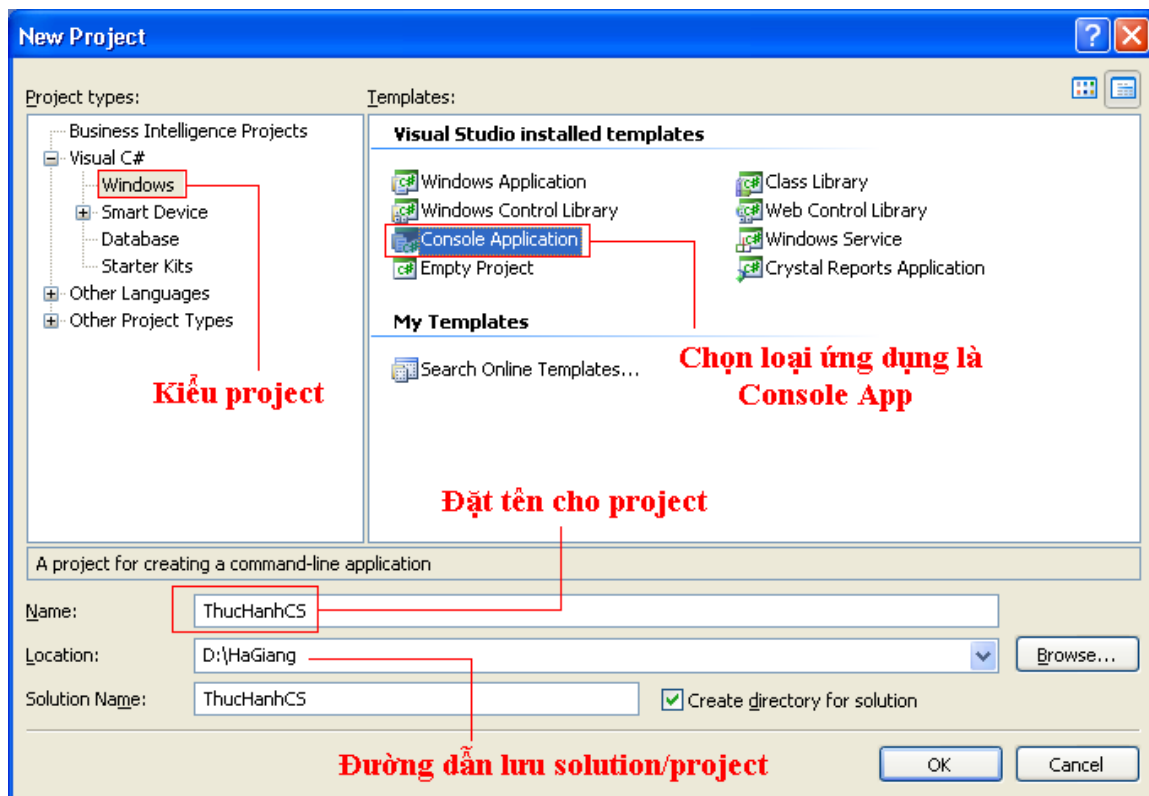 New Project
Project types:
Templates:
Business Intelligence Projects
Visual C#
Windows
Smart Device
Database
Starter Kits
Other Languages
Other Project Types
Kiểu project
Visual Studio installed templates
Windows Application
Class Library
Windows Control Library
Web Control Library
Console Application
Windows Service
Empty Project
Crystal Reports Application
My Templates
Search Online Templates...
Chọn loại ứng dụng là
Console App
Đặt tên cho project
A project for creating a command-line application
Name:
ThucHanhCS
Location:
D:\HaGiang
Browse...
Solution Name:
ThucHanhCS
Create directory for solution
Đường dẫn lưu solution/project
OK
Cancel